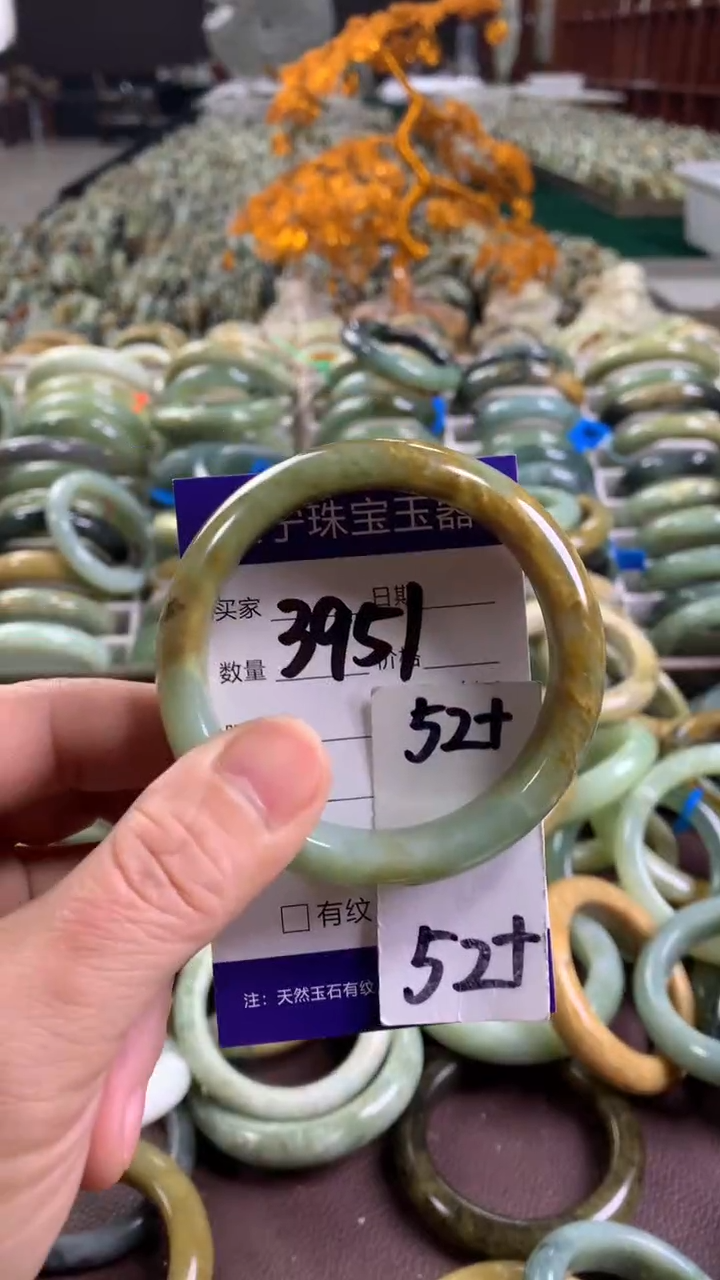 珠宝玉器
买家 日期
3951
数量 价格
52+
□ 有纹
52+
注：天然玉石有纹